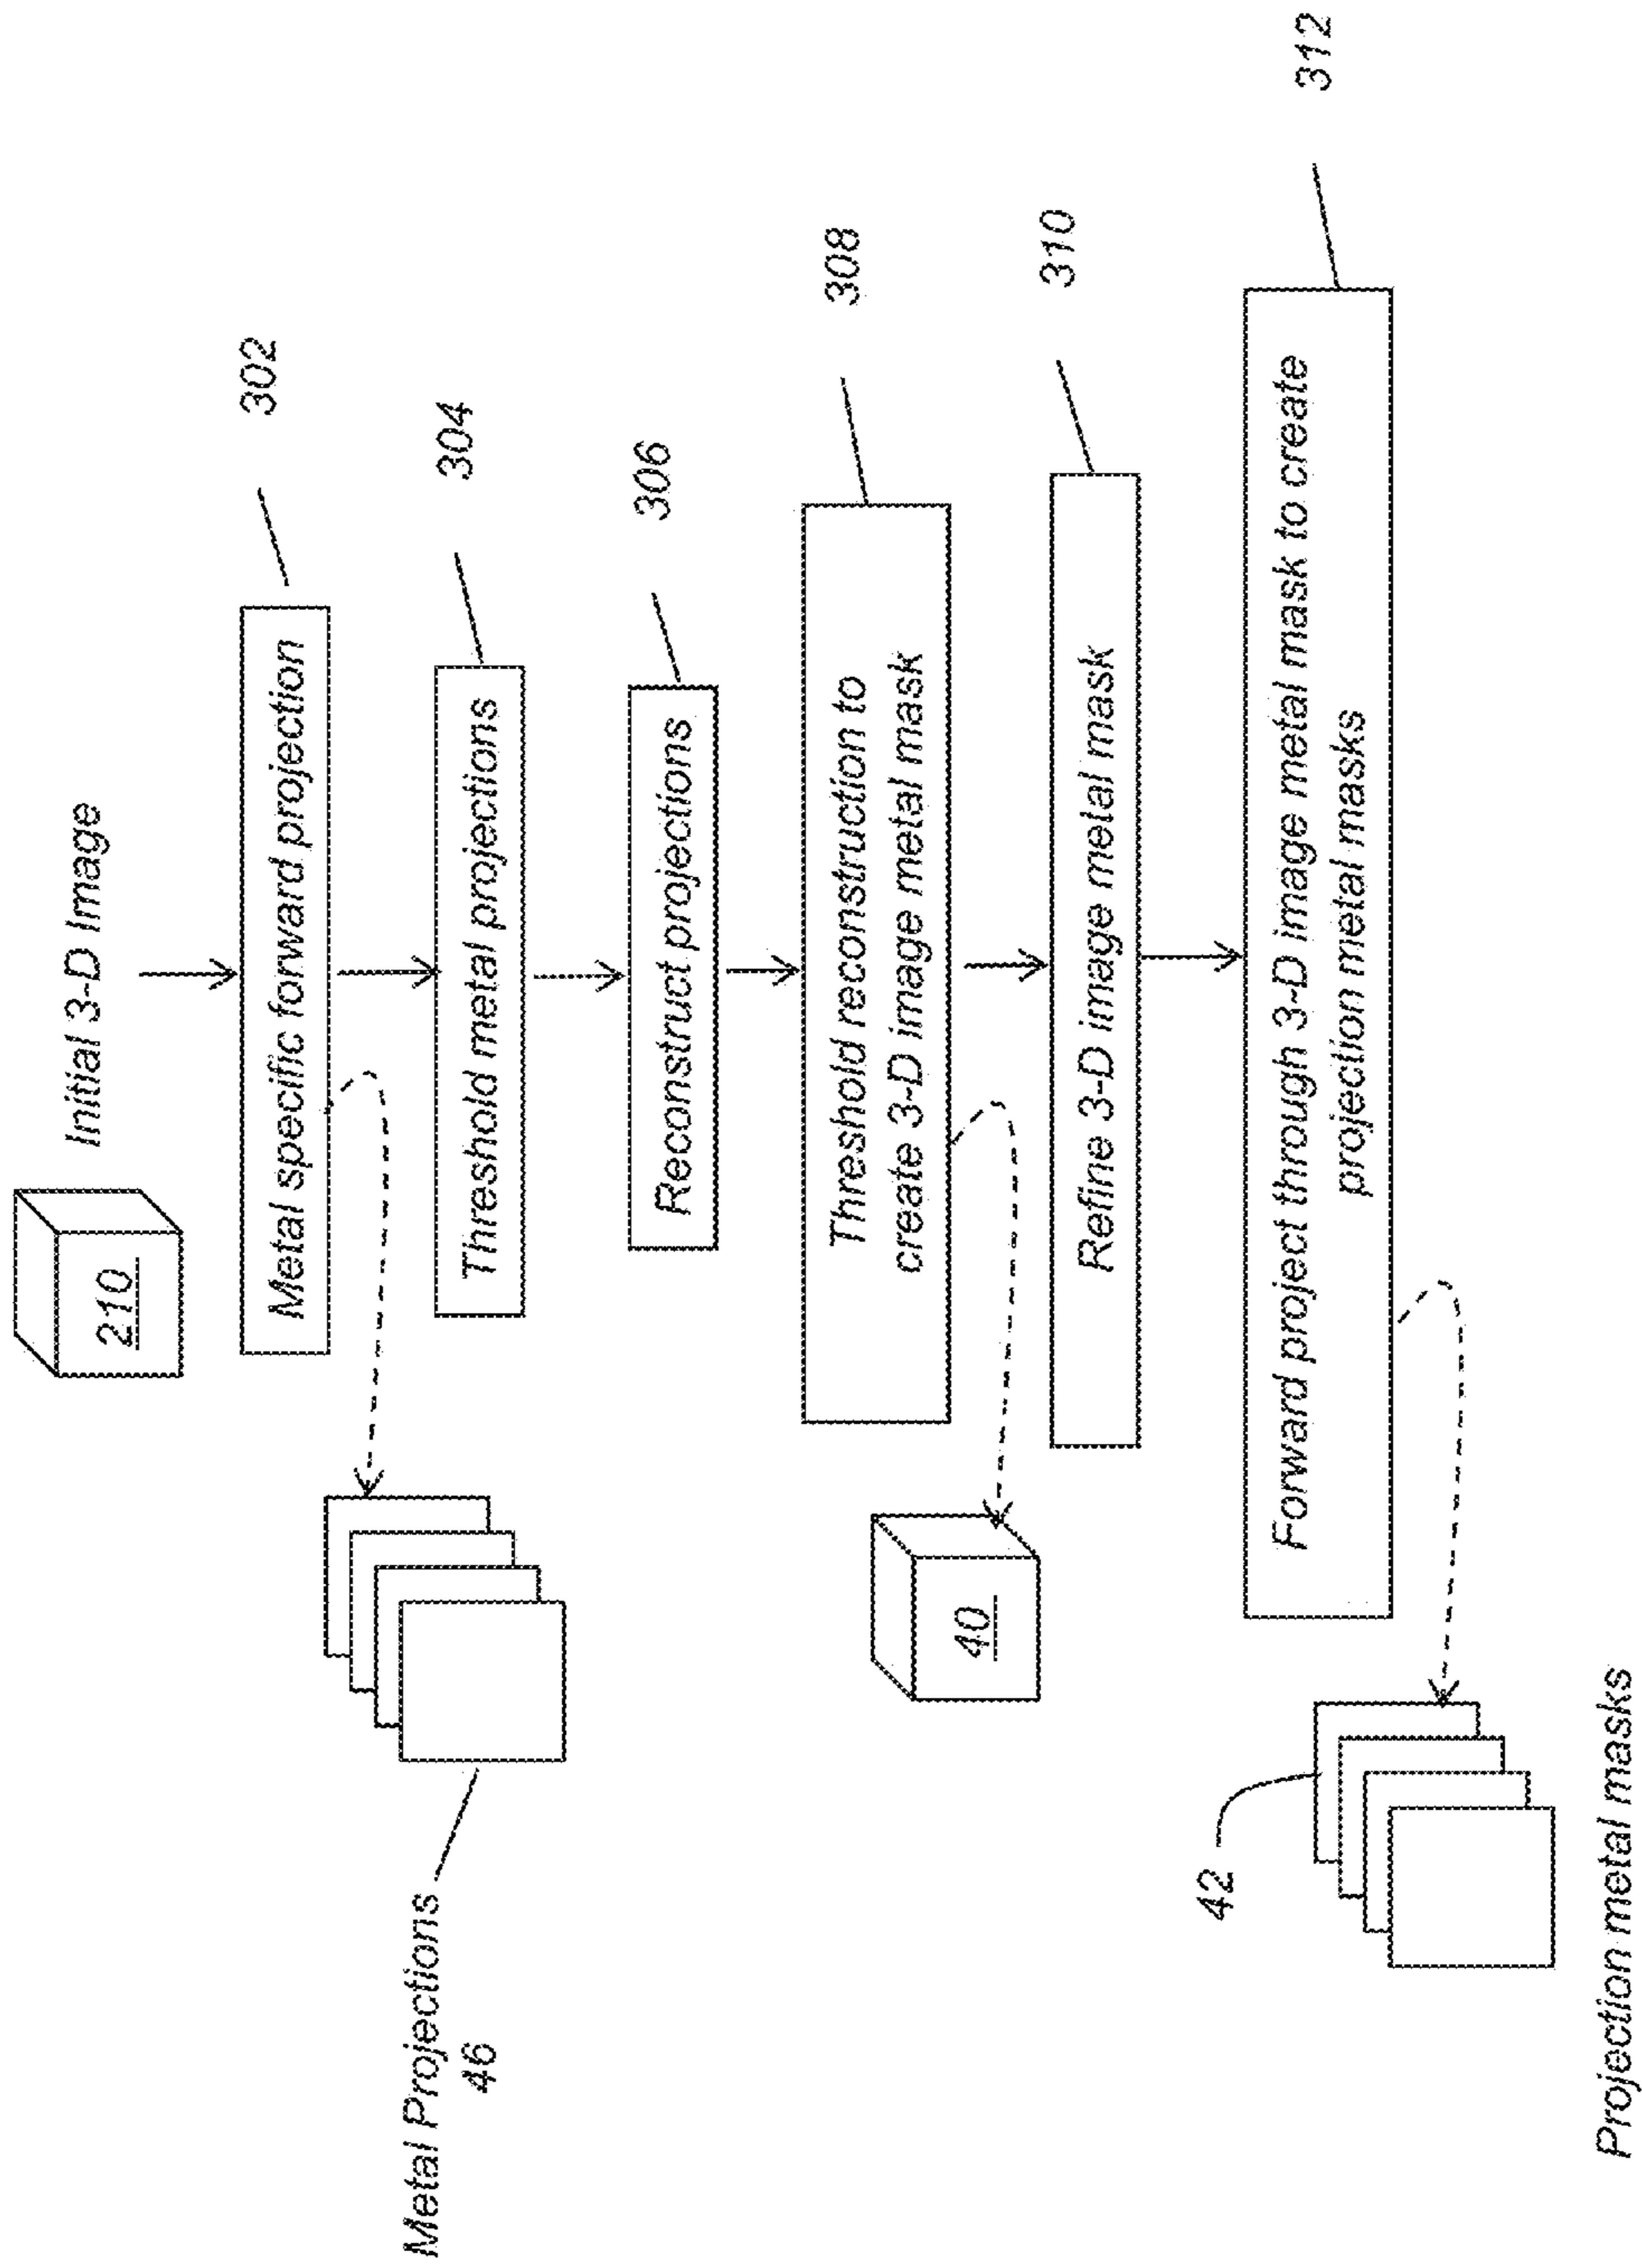 Initial 3-D Image
210
Metal specific forward projection
302
Metal Projections
46
Threshold metal projections
304
Reconstruct projections
306
Threshold reconstruction to
create 3-D image metal mask
308
40
Refine 3-D image metal mask
310
Forward project through 3-D image metal mask to create
projection metal masks
312
42
Projection metal masks